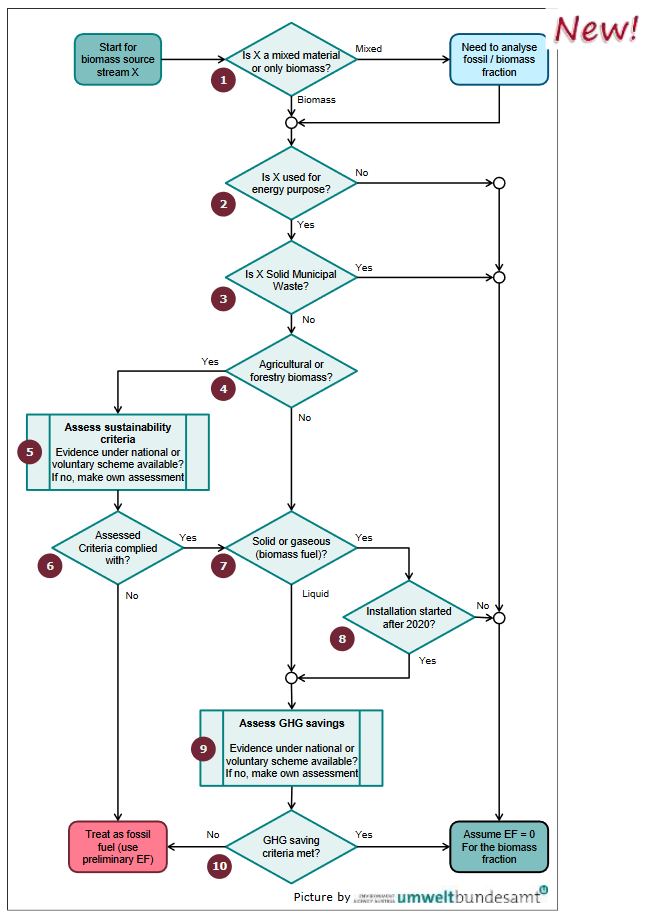 New!
Start for
biomass source
stream X
Is X a mixed material
or only biomass?
Mixed
Need to analyse
fossil / biomass
fraction
1
Biomass
Is X used for
energy purpose?
No
2
Yes
Is X Solid Municipal
Waste?
Yes
3
No
Agricultural or
forestry biomass?
Yes
4
No
Assess sustainability
criteria
Evidence under national or
voluntary scheme available?
If no, make own assessment
5
Assessed
Criteria complied
with?
Yes
6
No
Solid or gaseous
(biomass fuel)?
Yes
7
Liquid
Installation started
after 2020?
No
8
Yes
Assess GHG savings
Evidence under national or
voluntary scheme available?
If no, make own assessment
9
Treat as fossil
fuel (use
preliminary EF)
No
GHG saving
criteria met?
Yes
10
Assume EF = 0
For the biomass
fraction
Picture by
ENVIRONMENT
AGENCY AUSTRIA
umweltbundesamt
u